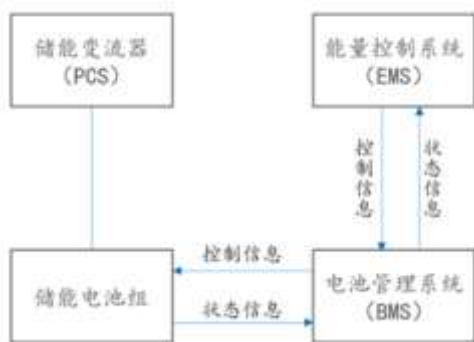 储能变流器
（PCS）
能量控制系统
（EMS）
控制信息
状态信息
控制信息
状态信息
储能电池组
电池管理系统
（BMS）